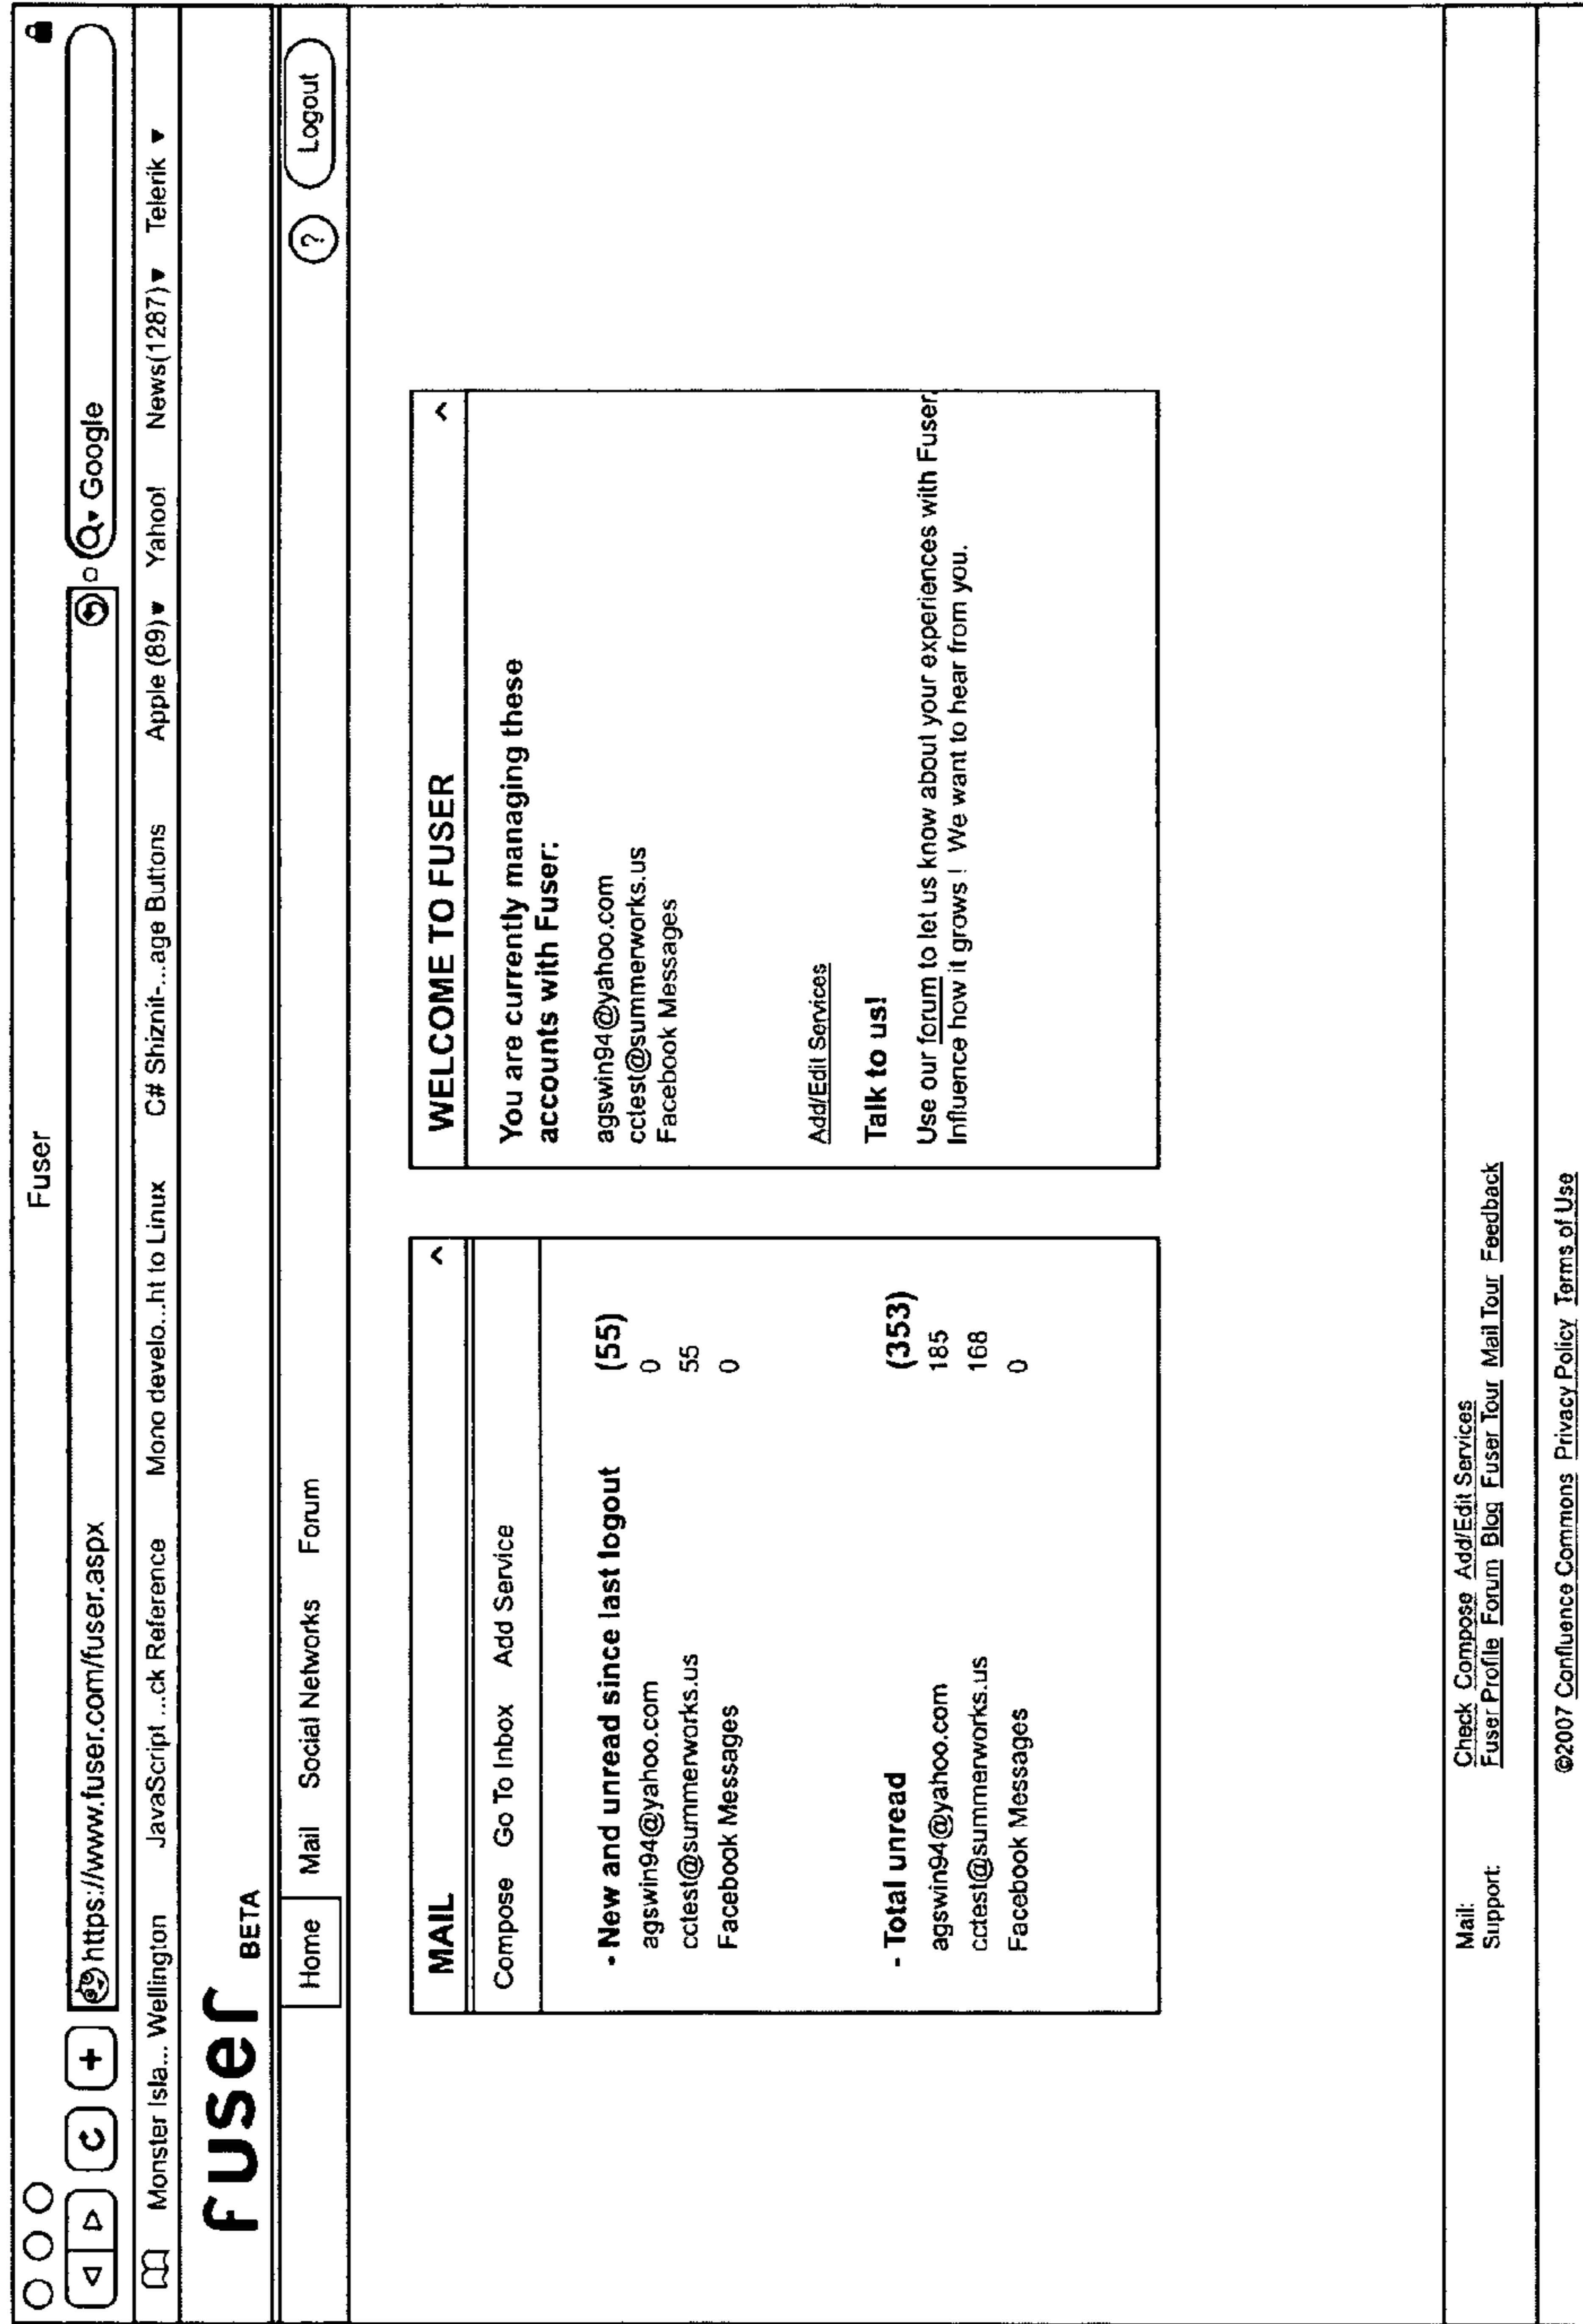 Fuser
https://www.fuser.com/fuser.aspx
Google
Monster Isla... Wellington JavaScript ...ck Reference Mono develo...ht to Linux C# Shiznit-...age Buttons Apple (89) Yahoo! News(1287) Telerik
fuser BETA
Home Mail Social Networks Forum ? Logout
MAIL
Compose Go To Inbox Add Service
• New and unread since last logout (55)
agswin94@yahoo.com 0
cctest@summerworks.us 55
Facebook Messages 0
- Total unread (353)
agswin94@yahoo.com 185
cctest@summerworks.us 168
Facebook Messages 0
WELCOME TO FUSER
You are currently managing these
accounts with Fuser:
agswin94@yahoo.com
cctest@summerworks.us
Facebook Messages
Add/Edit Services
Talk to us!
Use our forum to let us know about your experiences with Fuser.
Influence how it grows ! We want to hear from you.
Mail: Check Compose Add/Edit Services
Support: Fuser Profile Forum Blog Fuser Tour Mail Tour Feedback
©2007 Confluence Commons Privacy Policy Terms of Use